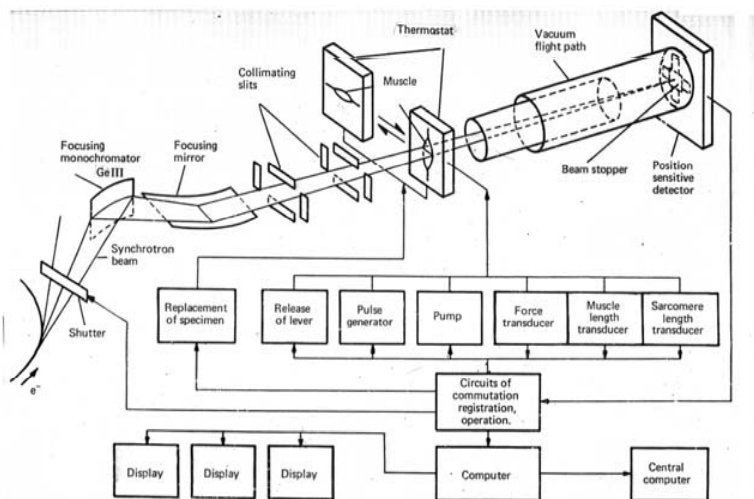 Thermostat
Vacuum
flight path
Collimating
slits
Muscle
Focusing
monochromator
Ge III
Focusing
mirror
Beam stopper
Position
sensitive
detector
Synchrotron
beam
Shutter
e⁻
Replacement
of specimen
Release
of lever
Pulse
generator
Pump
Force
transducer
Muscle
length
transducer
Sarcomere
length
transducer
Circuits of
commutation
registration,
operation.
Display
Display
Display
Computer
Central
computer